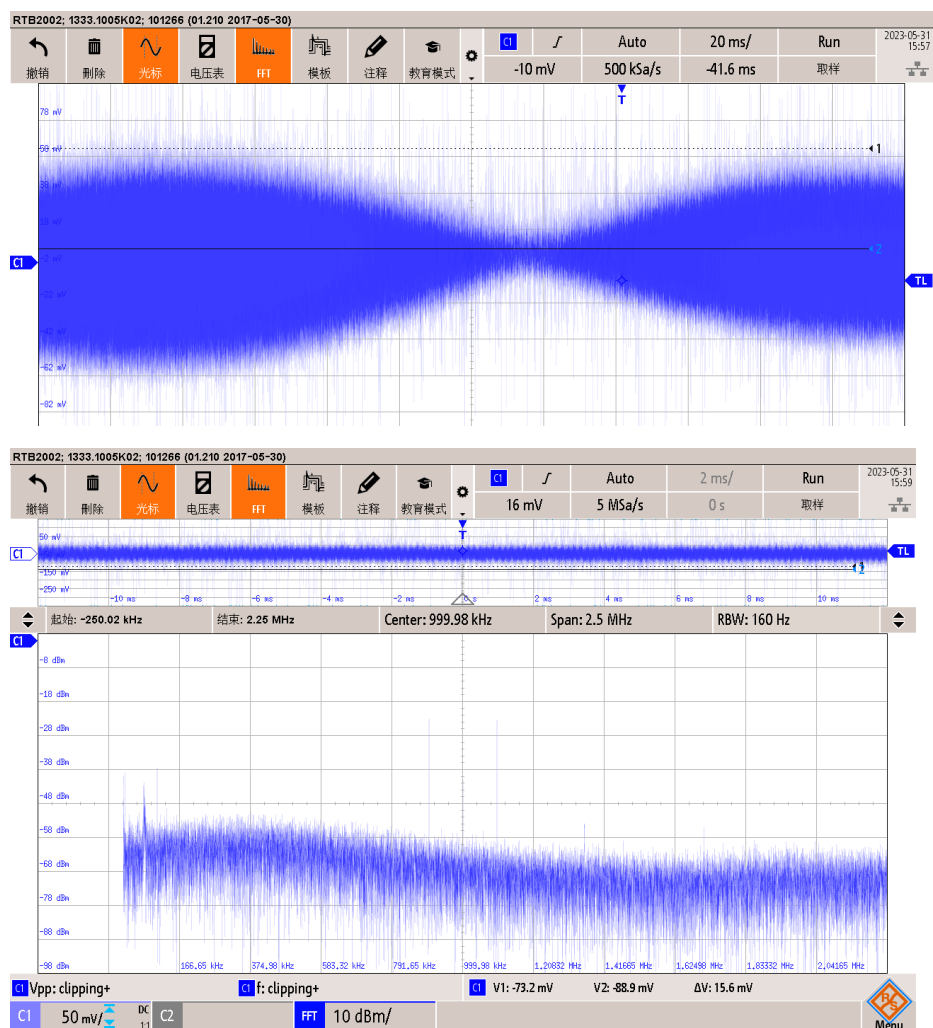 RTB2002; 1333.1005K02; 101266 (01.210 2017-05-30)
撤销 删除 光标 电压表 FFT 模板 注释 教育模式
C1 Auto 20 ms/ Run 2023-05-31
-10 mV 500 kSa/s -41.6 ms 取样 15:57
T
78 mV
58 mV 1
38 mV
18 mV
2
C1 -2 mV
TL
-22 mV
-42 mV
-62 mV
-82 mV
RTB2002; 1333.1005K02; 101266 (01.210 2017-05-30)
撤销 删除 光标 电压表 FFT 模板 注释 教育模式
C1 Auto 2 ms/ Run 2023-05-31
16 mV 5 MSa/s 0 s 取样 15:59
T
50 mV
C1 TL
-150 mV
-250 mV
-10 ms -8 ms -6 ms -4 ms -2 ms 0 s 2 ms 4 ms 6 ms 8 ms 10 ms
起始: -250.02 kHz 结束: 2.25 MHz Center: 999.98 kHz Span: 2.5 MHz RBW: 160 Hz
C1
-8 dBm
-18 dBm
-28 dBm
-38 dBm
-48 dBm
-58 dBm
-68 dBm
-78 dBm
-88 dBm
-98 dBm 166.65 kHz 374.98 kHz 583.32 kHz 791.65 kHz 999.98 kHz 1.20832 MHz 1.41665 MHz 1.62498 MHz 1.83332 MHz 2.04165 MHz
C1 Vpp: clipping+ C1 f: clipping+ C1 V1: -73.2 mV V2: -88.9 mV ΔV: 15.6 mV
C1 50 mV/ DC 1:1 C2 FFT 10 dBm/ Menu